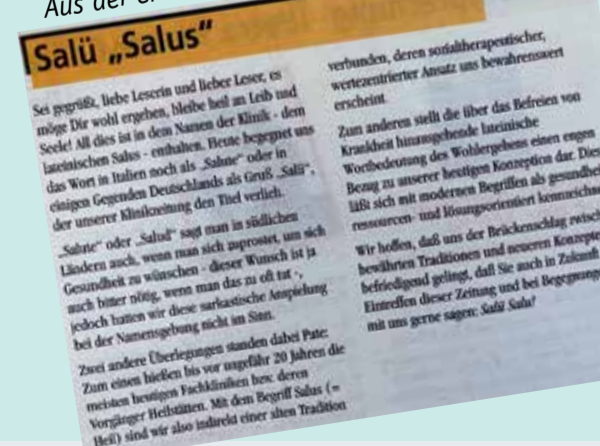 Aus der
Salü „Salus“
Sei gegrüßt, liebe Leserin und lieber Leser, es
möge Dir wohl ergehen, bleibe heil an Leib und
Seele! All dies ist in dem Namen der Klinik - dem
lateinischen Salus - enthalten. Heute begegnet uns
das Wort in Italien noch als „Salute“ oder in
einigen Gegenden Deutschlands als Gruß „Salü“,
der unserer Klinikzeitung den Titel verlieh.
„Salute“ oder „Salud“ sagt man in südlichen
Ländern auch, wenn man sich zuprostet, um sich
Gesundheit zu wünschen - dieser Wunsch ist ja
auch bitter nötig, wenn man das zu oft tut -,
jedoch hatten wir diese sarkastische Anspielung
bei der Namensgebung nicht im Sinn.
Zwei andere Überlegungen standen dabei Pate:
Zum einen hießen bis vor ungefähr 20 Jahren die
meisten heutigen Fachkliniken bzw. deren
Vorgänger Heilstätten. Mit dem Begriff Salus (=
Heil) sind wir also indirekt einer alten Tradition
verbunden, deren sozialtherapeutischer,
wertezentrierter Ansatz uns bewahrenswert
erscheint.
Zum anderen stellt die über das Befreien von
Krankheit hinausgehende lateinische
Wortbedeutung des Wohlergehens einen engen
Bezug zu unserer heutigen Konzeption dar. Dies
läßt sich mit modernen Begriffen als gesundheit
ressourcen- und lösungsorientiert kennzeichn
Wir hoffen, daß uns der Brückenschlag zwisch
bewährten Traditionen und neueren Konzepte
befriedigend gelingt, daß Sie auch in Zukunft
Eintreffen dieser Zeitung und bei Begegnunge
mit uns gerne sagen: Salü Salu!